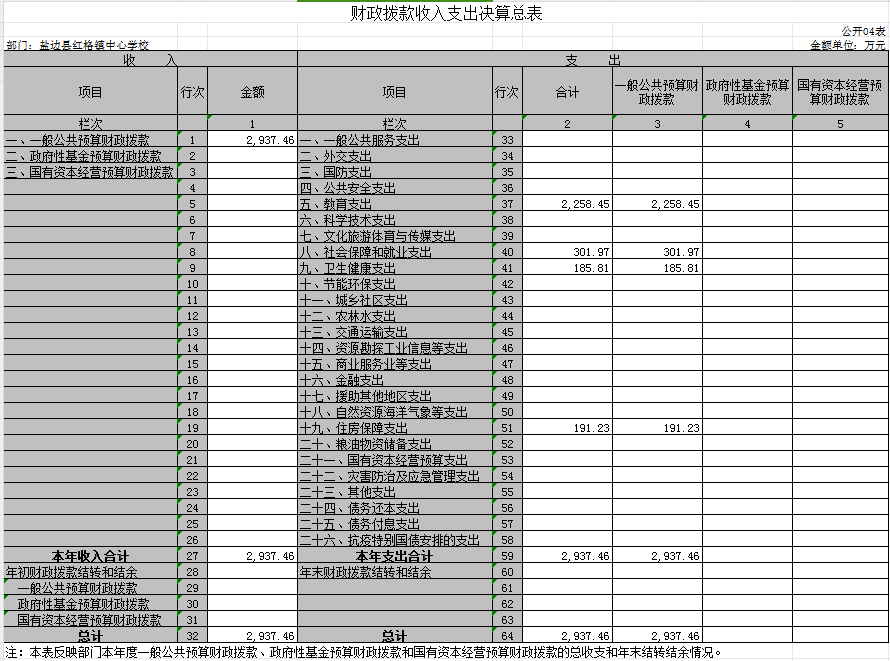 财政拨款收入支出决算总表
公开04表
部门：盐边县红格镇中心学校 金额单位：万元
收 入 支 出
项目 行次 金额 项目 行次 合计 一般公共预算财政拨款 政府性基金预算财政拨款 国有资本经营预算财政拨款
栏次 1 栏次 2 3 4 5
一、一般公共预算财政拨款 1 2,937.46 一、一般公共服务支出 33
二、政府性基金预算财政拨款 2 二、外交支出 34
三、国有资本经营预算财政拨款 3 三、国防支出 35
4 四、公共安全支出 36
5 五、教育支出 37 2,258.45 2,258.45
6 六、科学技术支出 38
7 七、文化旅游体育与传媒支出 39
8 八、社会保障和就业支出 40 301.97 301.97
9 九、卫生健康支出 41 185.81 185.81
10 十、节能环保支出 42
11 十一、城乡社区支出 43
12 十二、农林水支出 44
13 十三、交通运输支出 45
14 十四、资源勘探工业信息等支出 46
15 十五、商业服务业等支出 47
16 十六、金融支出 48
17 十七、援助其他地区支出 49
18 十八、自然资源海洋气象等支出 50
19 十九、住房保障支出 51 191.23 191.23
20 二十、粮油物资储备支出 52
21 二十一、国有资本经营预算支出 53
22 二十二、灾害防治及应急管理支出 54
23 二十三、其他支出 55
24 二十四、债务还本支出 56
25 二十五、债务付息支出 57
26 二十六、抗疫特别国债安排的支出 58
本年收入合计 27 2,937.46 本年支出合计 59 2,937.46 2,937.46
年初财政拨款结转和结余 28 年末财政拨款结转和结余 60
一般公共预算财政拨款 29 61
政府性基金预算财政拨款 30 62
国有资本经营预算财政拨款 31 63
总计 32 2,937.46 总计 64 2,937.46 2,937.46
注：本表反映部门本年度一般公共预算财政拨款、政府性基金预算财政拨款和国有资本经营预算财政拨款的总收支和年末结转结余情况。